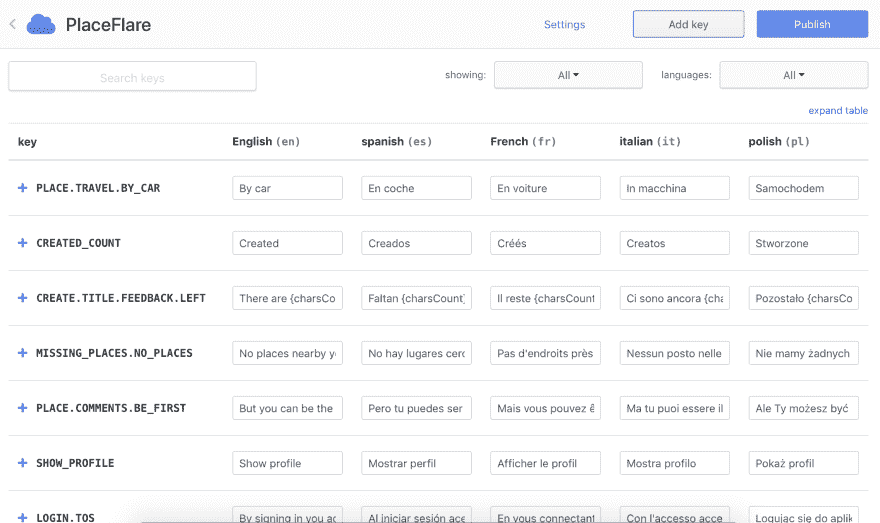 PlaceFlare Settings Add key Publish
Search keys showing: All languages: All
expand table
key English (en) spanish (es) French (fr) italian (it) polish (pl)
PLACE.TRAVEL.BY_CAR By car En coche En voiture In macchina Samochodem
CREATED_COUNT Created Creados Créés Creatos Stworzone
CREATE.TITLE.FEEDBACK.LEFT There are {charsCo Faltan {charsCount} Il reste {charsCount Ci sono ancora {cha Pozostało {charsCo
MISSING_PLACES.NO_PLACES No places nearby y No hay lugares cerc Pas d'endroits près Nessun posto nelle Nie mamy żadnych
PLACE.COMMENTS.BE_FIRST But you can be the Pero tu puedes ser Mais vous pouvez ê Ma tu puoi essere il Ale Ty możesz być
SHOW_PROFILE Show profile Mostrar perfil Afficher le profil Mostra profilo Pokaż profil
LOGIN.TOS By signing in you ac Al iniciar sesión ace En vous connectant Con l'accesso acce Logując się do aplik